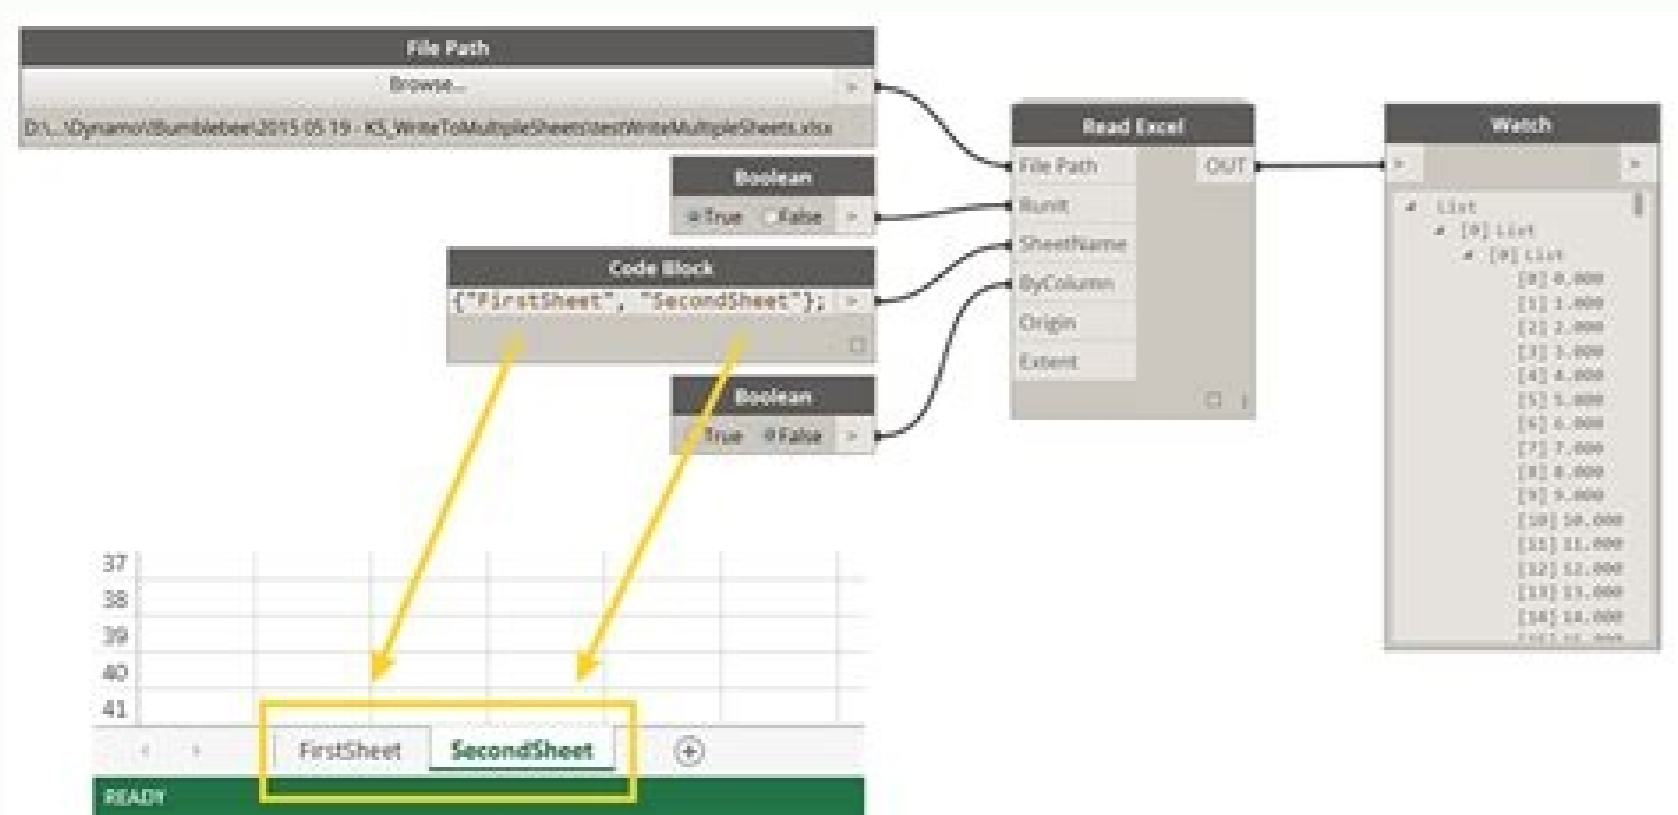 File Path
Browse...
D:\...\Dynamo\Bumblebee\2015 05 19 - K5_WriteToMultipleSheets\testWriteMultipleSheets.xlsx
Boolean
True False >
Code Block
{"FirstSheet", "SecondSheet"}; >
Boolean
True False >
Read Excel
File Path OUT
RunIt
SheetName
ByColumn
Origin
Extent
Watch
> >
List
[0] List
[0] List
[0] 0.000
[1] 1.000
[2] 2.000
[3] 3.000
[4] 4.000
[5] 5.000
[6] 6.000
[7] 7.000
[8] 8.000
[9] 9.000
[10] 10.000
[11] 11.000
[12] 12.000
[13] 13.000
[14] 14.000
37
38
39
40
41
FirstSheet SecondSheet
READY